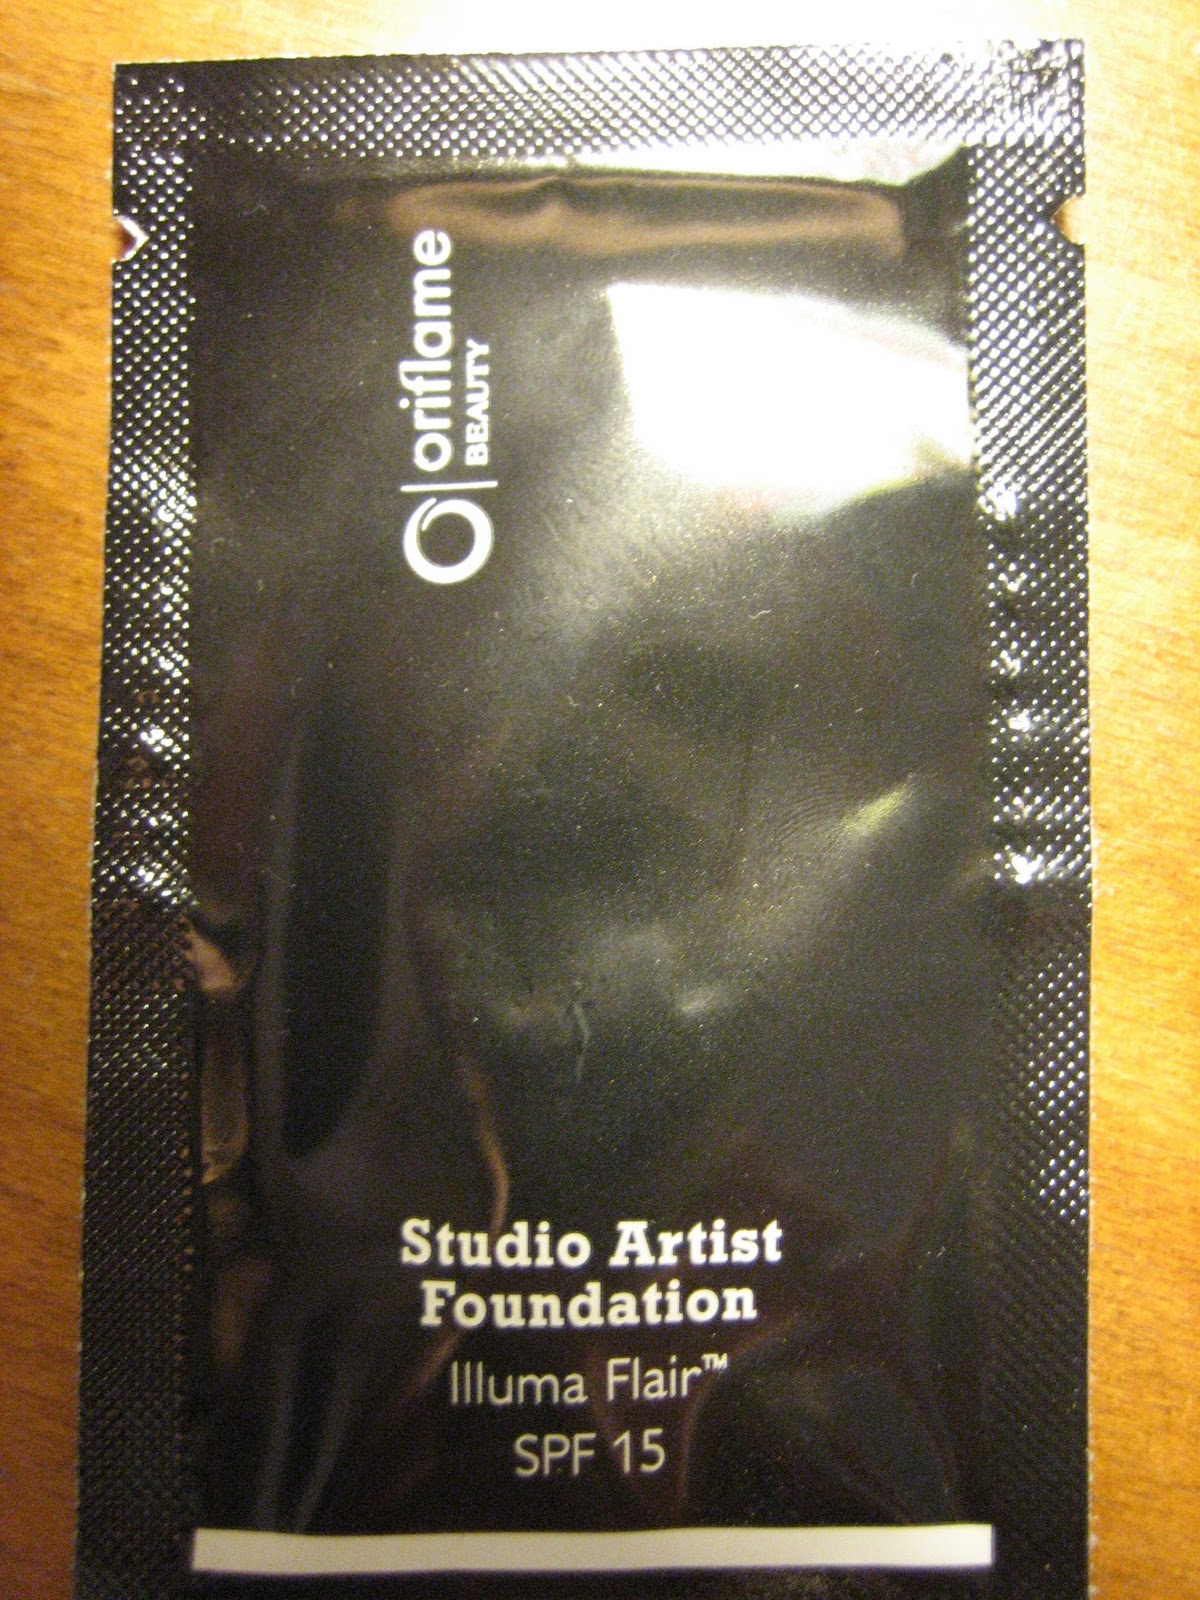 oriflame
BEAUTY
Studio Artist
Foundation
Illuma Flair™
SPF 15